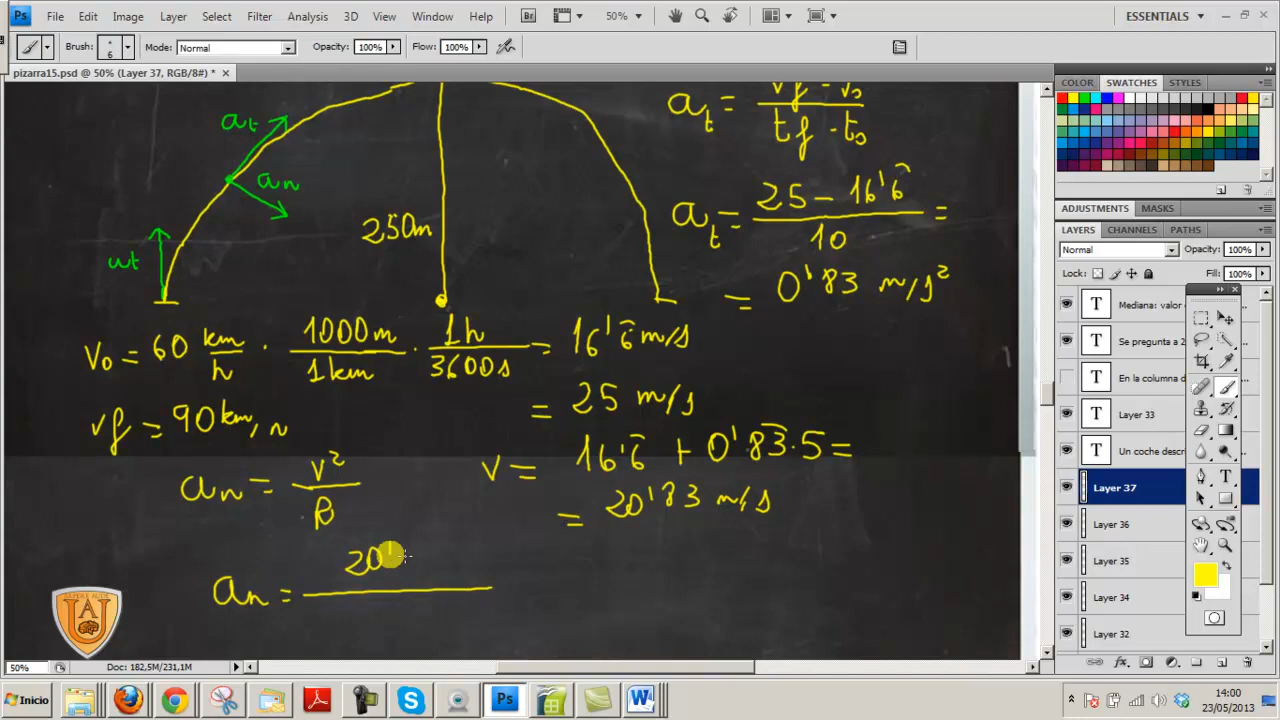 Ps File Edit Image Layer Select Filter Analysis 3D View Window Help Br 50% ESSENTIALS
Brush: 6 Mode: Normal Opacity: 100% Flow: 100%
pizarra15.psd @ 50% (Layer 37, RGB/8#) *
COLOR SWATCHES STYLES
ADJUSTMENTS MASKS
LAYERS CHANNELS PATHS
Normal Opacity: 100%
Lock: Fill: 100%
T Mediana: valor
T Se pregunta a 2
T En la columna d
T Layer 33
T Un coche desc
Layer 37
Layer 36
Layer 35
Layer 34
Layer 32
at = vf - v0 / tf - t0
at
an
at
250m
at = 25 - 16'6 / 10 =
= 0'83 m/s²
v0 = 60 km/h · 1000m/1km · 1h/3600s = 16'6 m/s
vf = 90km/h = 25 m/s
v = 16'6 + 0'83·5 =
= 20'83 m/s
an = v²/R
an = 20'
UAJ
50% Doc: 182,5M/231,1M
Inicio
14:00
23/05/2013